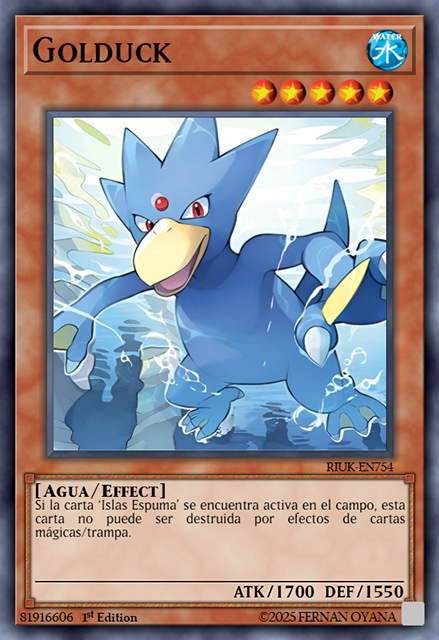 Golduck
WATER
水
RIUK-EN754
[Agua/Effect]
Si la carta ‘Islas Espuma’ se encuentra activa en el campo, esta
carta no puede ser destruida por efectos de cartas
mágicas/trampa.
ATK/1700 DEF/1550
81916606 1st Edition ©2025 FERNAN OYANA